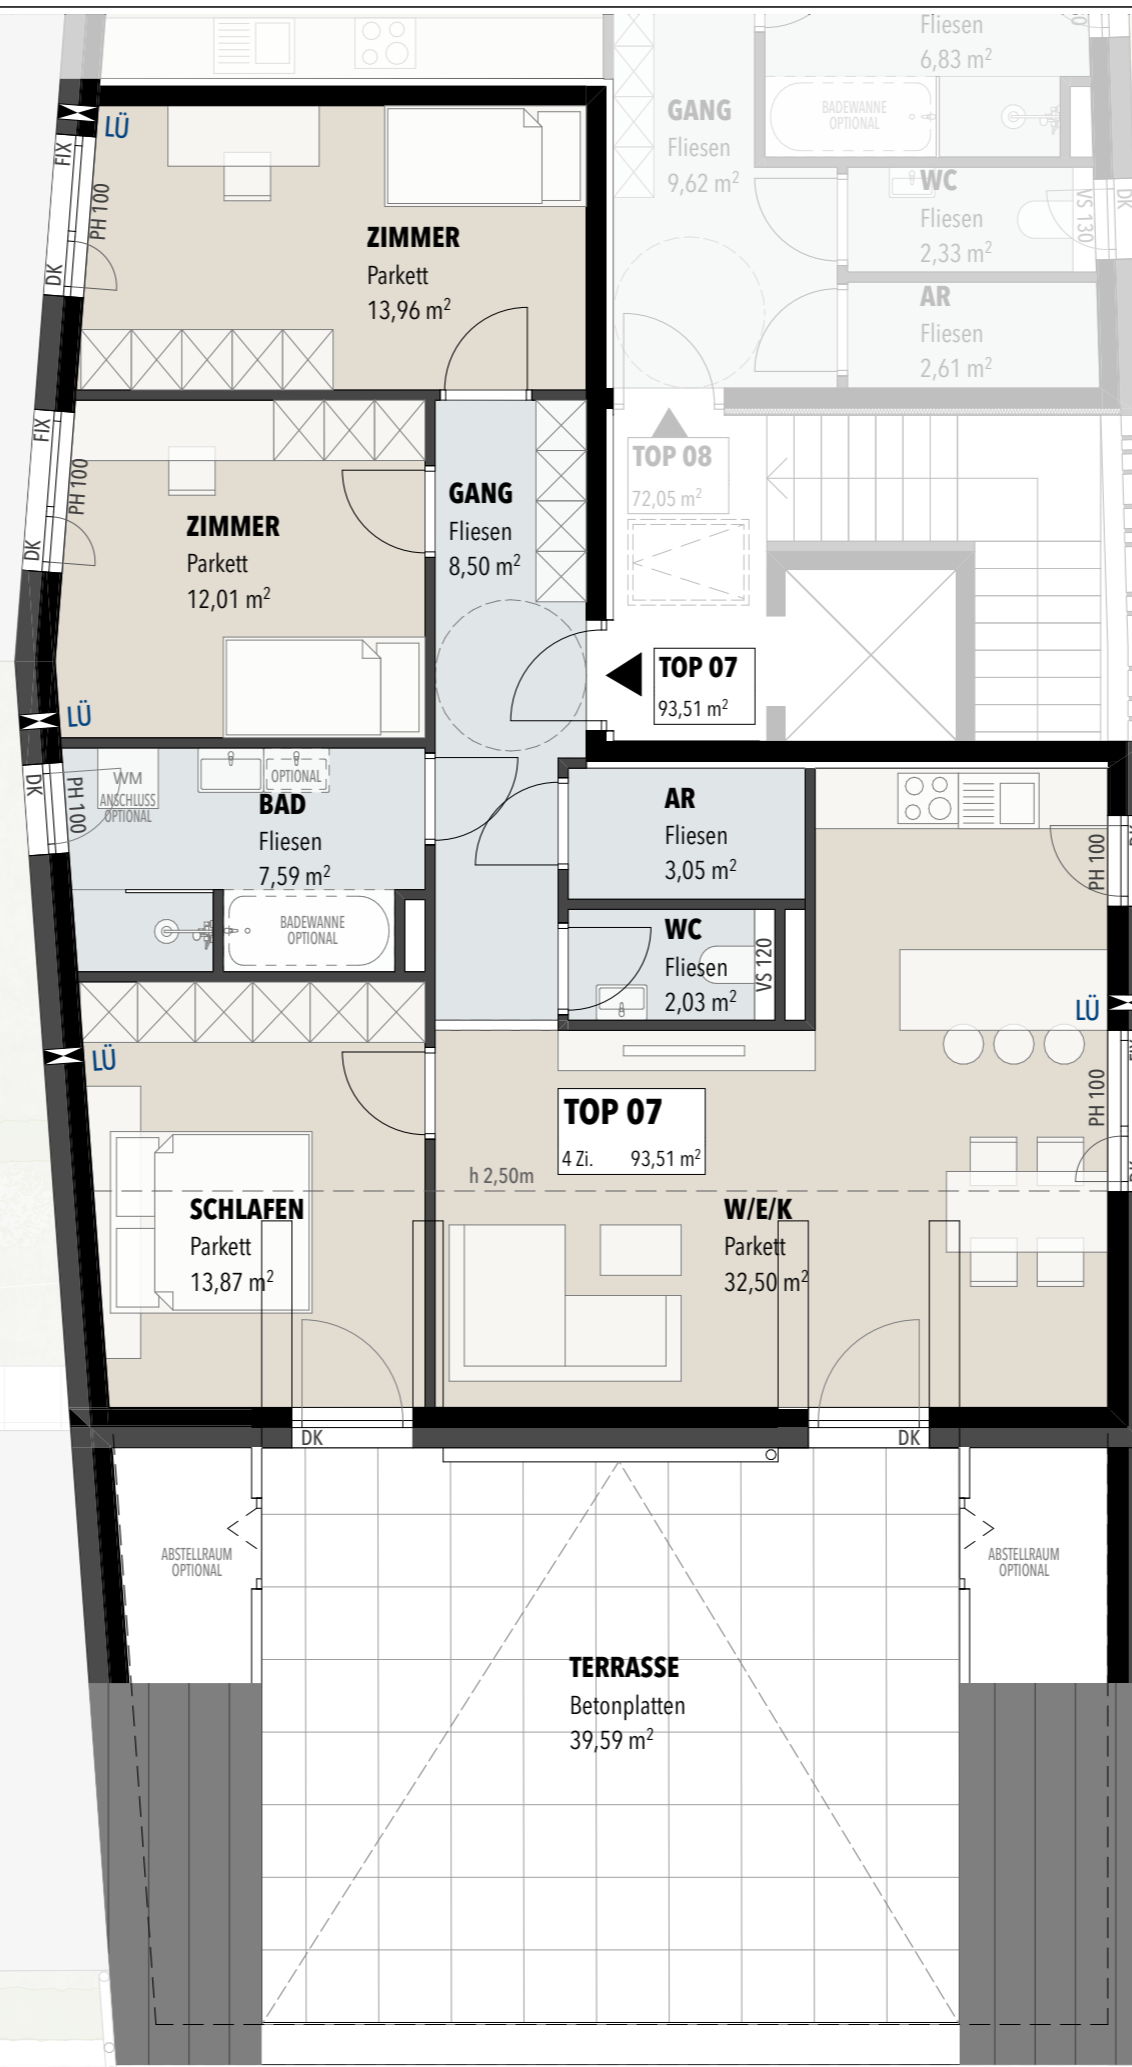 Fliesen
6,83 m²
BADEWANNE
OPTIONAL
GANG
Fliesen
9,62 m²
WC
Fliesen
2,33 m²
VS 130
DK
AR
Fliesen
2,61 m²
LÜ
FIX
PH 100
DK
ZIMMER
Parkett
13,96 m²
TOP 08
72,05 m²
FIX
PH 100
DK
ZIMMER
Parkett
12,01 m²
LÜ
GANG
Fliesen
8,50 m²
TOP 07
93,51 m²
DK
PH 100
WM
ANSCHLUSS
OPTIONAL
OPTIONAL
BAD
Fliesen
7,59 m²
BADEWANNE
OPTIONAL
AR
Fliesen
3,05 m²
WC
Fliesen
2,03 m²
VS 120
PH 100
LÜ
PH 100
LÜ
TOP 07
4 Zi. 93,51 m²
h 2,50m
SCHLAFEN
Parkett
13,87 m²
W/E/K
Parkett
32,50 m²
DK
DK
ABSTELLRAUM
OPTIONAL
ABSTELLRAUM
OPTIONAL
TERRASSE
Betonplatten
39,59 m²